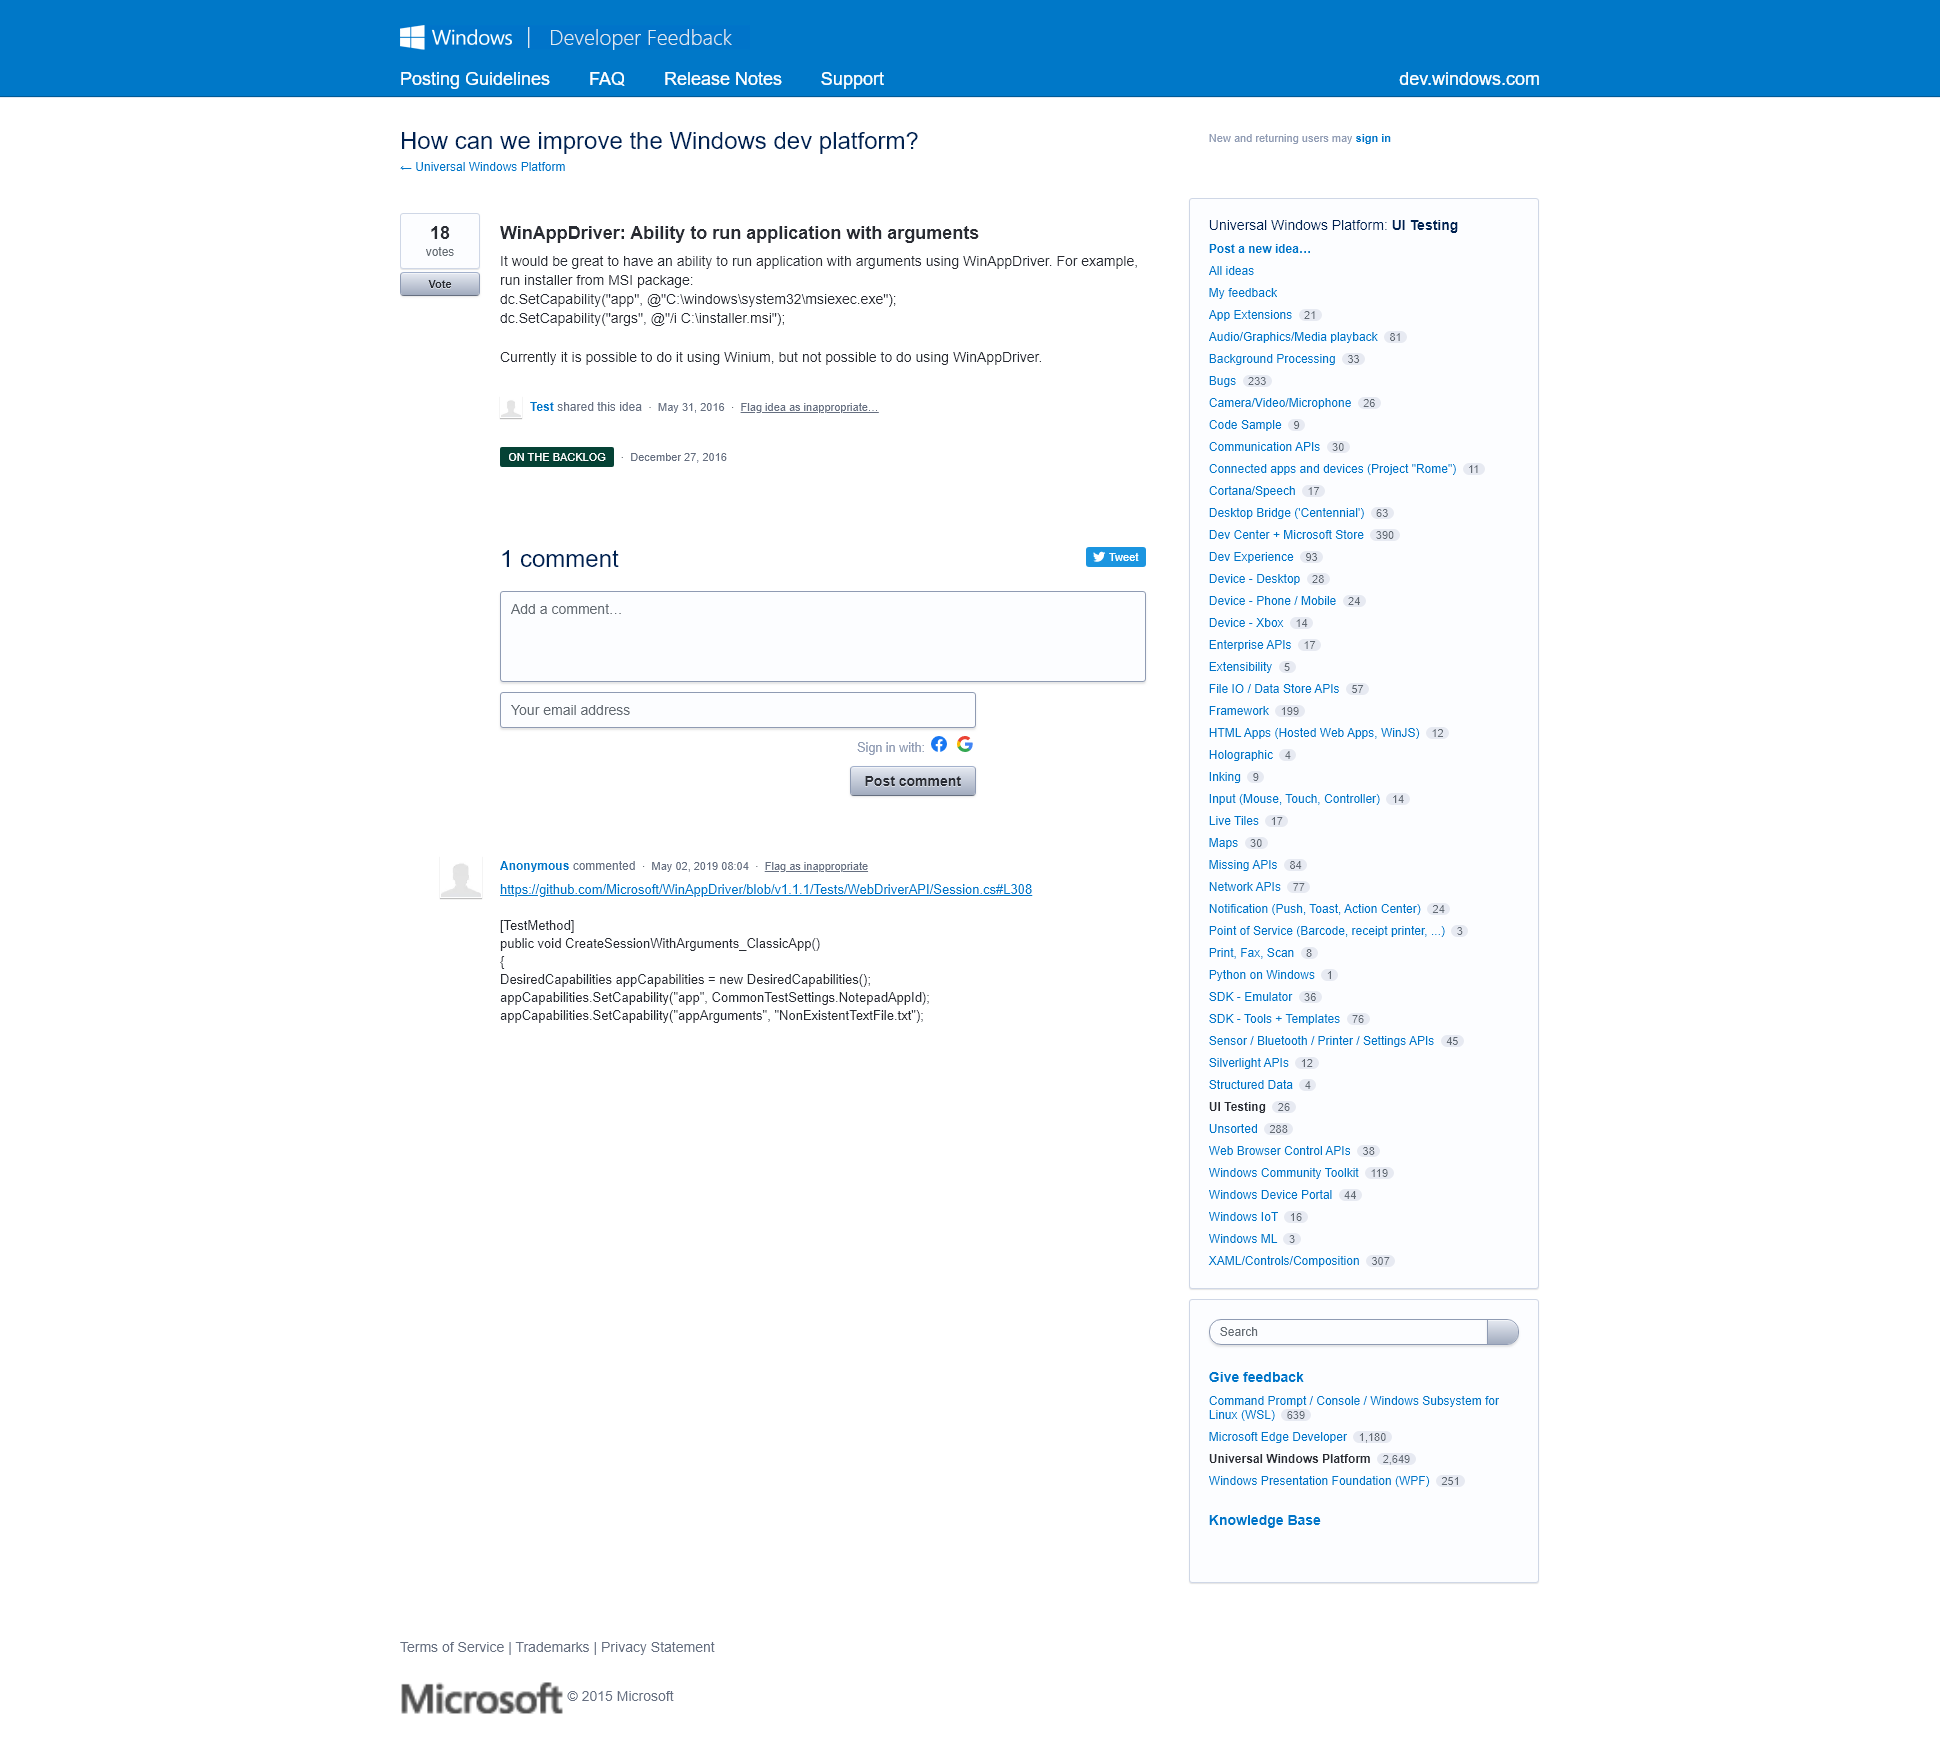 Windows | Developer Feedback
Posting Guidelines FAQ Release Notes Support dev.windows.com
How can we improve the Windows dev platform?
← Universal Windows Platform
New and returning users may sign in
18
votes
Vote
WinAppDriver: Ability to run application with arguments
It would be great to have an ability to run application with arguments using WinAppDriver. For example,
run installer from MSI package:
dc.SetCapability("app", @"C:\windows\system32\msiexec.exe");
dc.SetCapability("args", @"/i C:\installer.msi");
Currently it is possible to do it using Winium, but not possible to do using WinAppDriver.
Test shared this idea · May 31, 2016 · Flag idea as inappropriate…
ON THE BACKLOG · December 27, 2016
1 comment
Tweet
Add a comment…
Your email address
Sign in with:
Post comment
Anonymous commented · May 02, 2019 08:04 · Flag as inappropriate
https://github.com/Microsoft/WinAppDriver/blob/v1.1.1/Tests/WebDriverAPI/Session.cs#L308
[TestMethod]
public void CreateSessionWithArguments_ClassicApp()
{
DesiredCapabilities appCapabilities = new DesiredCapabilities();
appCapabilities.SetCapability("app", CommonTestSettings.NotepadAppId);
appCapabilities.SetCapability("appArguments", "NonExistentTextFile.txt");
Universal Windows Platform: UI Testing
Post a new idea…
All ideas
My feedback
App Extensions 21
Audio/Graphics/Media playback 81
Background Processing 33
Bugs 233
Camera/Video/Microphone 26
Code Sample 9
Communication APIs 30
Connected apps and devices (Project "Rome") 11
Cortana/Speech 17
Desktop Bridge ('Centennial') 63
Dev Center + Microsoft Store 390
Dev Experience 93
Device - Desktop 28
Device - Phone / Mobile 24
Device - Xbox 14
Enterprise APIs 17
Extensibility 5
File IO / Data Store APIs 57
Framework 199
HTML Apps (Hosted Web Apps, WinJS) 12
Holographic 4
Inking 9
Input (Mouse, Touch, Controller) 14
Live Tiles 17
Maps 30
Missing APIs 84
Network APIs 77
Notification (Push, Toast, Action Center) 24
Point of Service (Barcode, receipt printer, ...) 3
Print, Fax, Scan 8
Python on Windows 1
SDK - Emulator 36
SDK - Tools + Templates 76
Sensor / Bluetooth / Printer / Settings APIs 45
Silverlight APIs 12
Structured Data 4
UI Testing 26
Unsorted 288
Web Browser Control APIs 38
Windows Community Toolkit 119
Windows Device Portal 44
Windows IoT 16
Windows ML 3
XAML/Controls/Composition 307
Search
Give feedback
Command Prompt / Console / Windows Subsystem for
Linux (WSL) 639
Microsoft Edge Developer 1,180
Universal Windows Platform 2,649
Windows Presentation Foundation (WPF) 251
Knowledge Base
Terms of Service | Trademarks | Privacy Statement
Microsoft © 2015 Microsoft